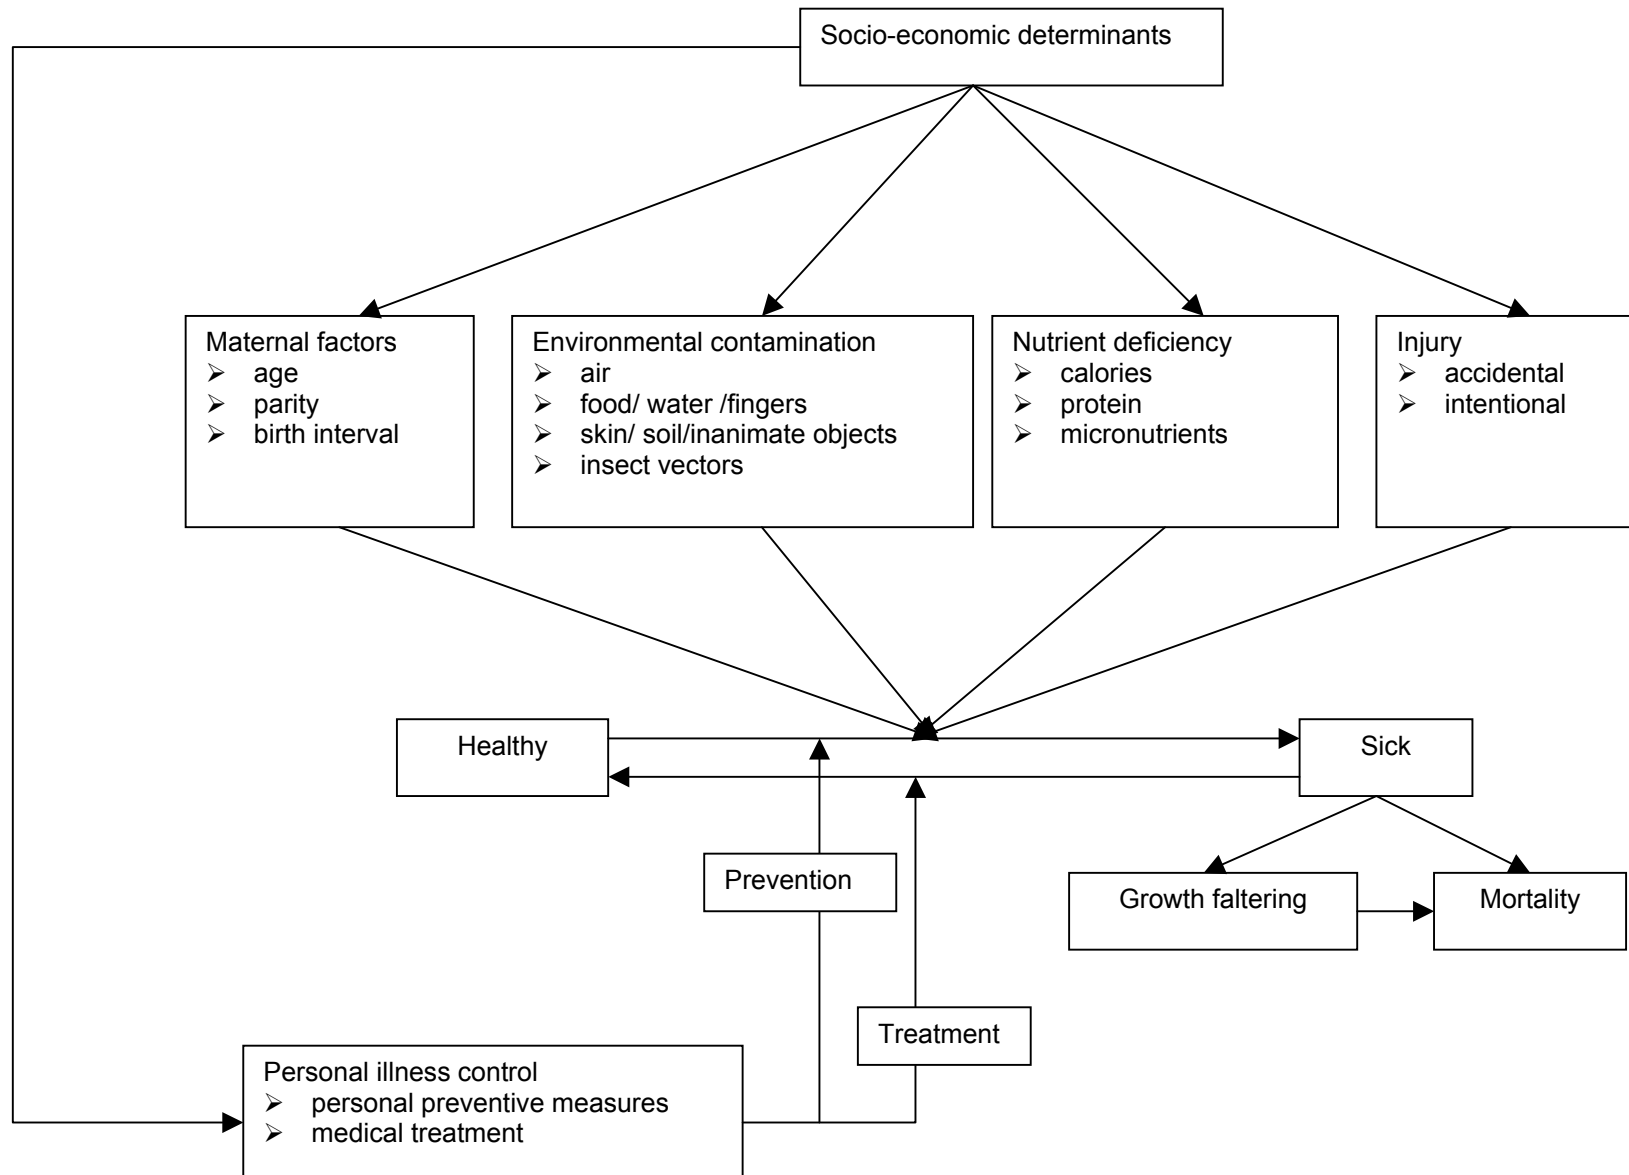 Socio-economic determinants
Maternal factors
➢ age
➢ parity
➢ birth interval
Environmental contamination
➢ air
➢ food/ water /fingers
➢ skin/ soil/inanimate objects
➢ insect vectors
Nutrient deficiency
➢ calories
➢ protein
➢ micronutrients
Injury
➢ accidental
➢ intentional
Healthy
Sick
Prevention
Growth faltering
Mortality
Treatment
Personal illness control
➢ personal preventive measures
➢ medical treatment